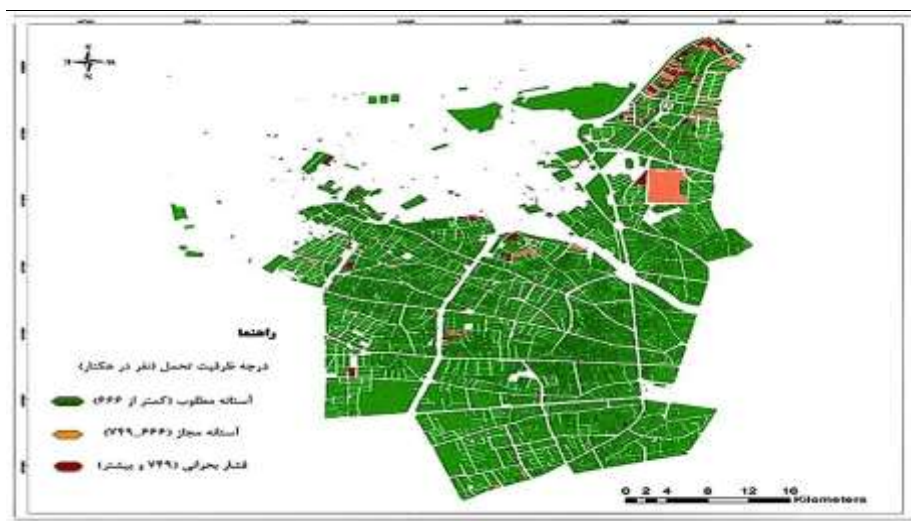 راهنما
درجه ظرفیت تحمل (نفر در هکتار)
آستانه مطلوب (کمتر از ۶۶۶)
آستانه مجاز (۶۶۶_۷۴۹)
فشار بحرانی (۷۴۹ و بیشتر)
0 2 4 8 12 16
Kilometers